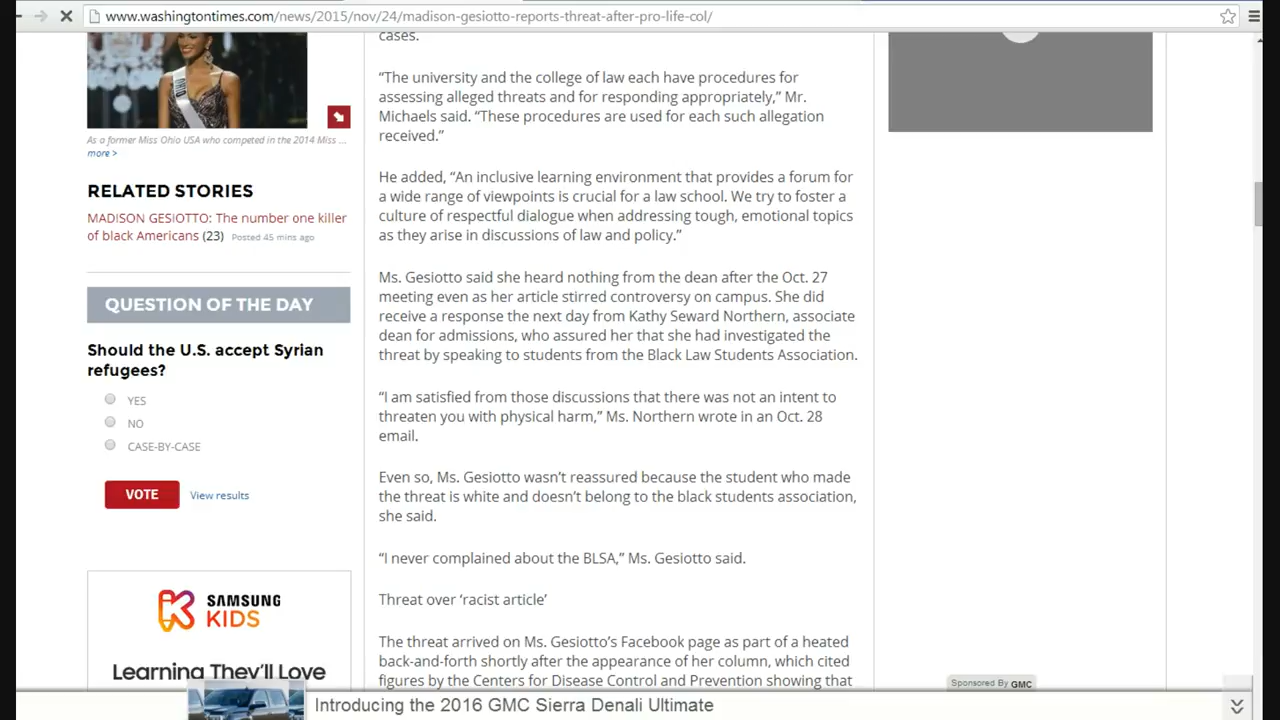 www.washingtontimes.com/news/2015/nov/24/madison-gesiotto-reports-threat-after-pro-life-col/
As a former Miss Ohio USA who competed in the 2014 Miss ...
more >
RELATED STORIES
MADISON GESIOTTO: The number one killer
of black Americans (23) Posted 45 mins ago
QUESTION OF THE DAY
Should the U.S. accept Syrian
refugees?
YES
NO
CASE-BY-CASE
VOTE View results
SAMSUNG
KIDS
Learning They'll Love
cases.
“The university and the college of law each have procedures for
assessing alleged threats and for responding appropriately,” Mr.
Michaels said. “These procedures are used for each such allegation
received.”
He added, “An inclusive learning environment that provides a forum for
a wide range of viewpoints is crucial for a law school. We try to foster a
culture of respectful dialogue when addressing tough, emotional topics
as they arise in discussions of law and policy.”
Ms. Gesiotto said she heard nothing from the dean after the Oct. 27
meeting even as her article stirred controversy on campus. She did
receive a response the next day from Kathy Seward Northern, associate
dean for admissions, who assured her that she had investigated the
threat by speaking to students from the Black Law Students Association.
“I am satisfied from those discussions that there was not an intent to
threaten you with physical harm,” Ms. Northern wrote in an Oct. 28
email.
Even so, Ms. Gesiotto wasn’t reassured because the student who made
the threat is white and doesn’t belong to the black students association,
she said.
“I never complained about the BLSA,” Ms. Gesiotto said.
Threat over ‘racist article’
The threat arrived on Ms. Gesiotto’s Facebook page as part of a heated
back-and-forth shortly after the appearance of her column, which cited
figures by the Centers for Disease Control and Prevention showing that
Sponsored By GMC
Introducing the 2016 GMC Sierra Denali Ultimate